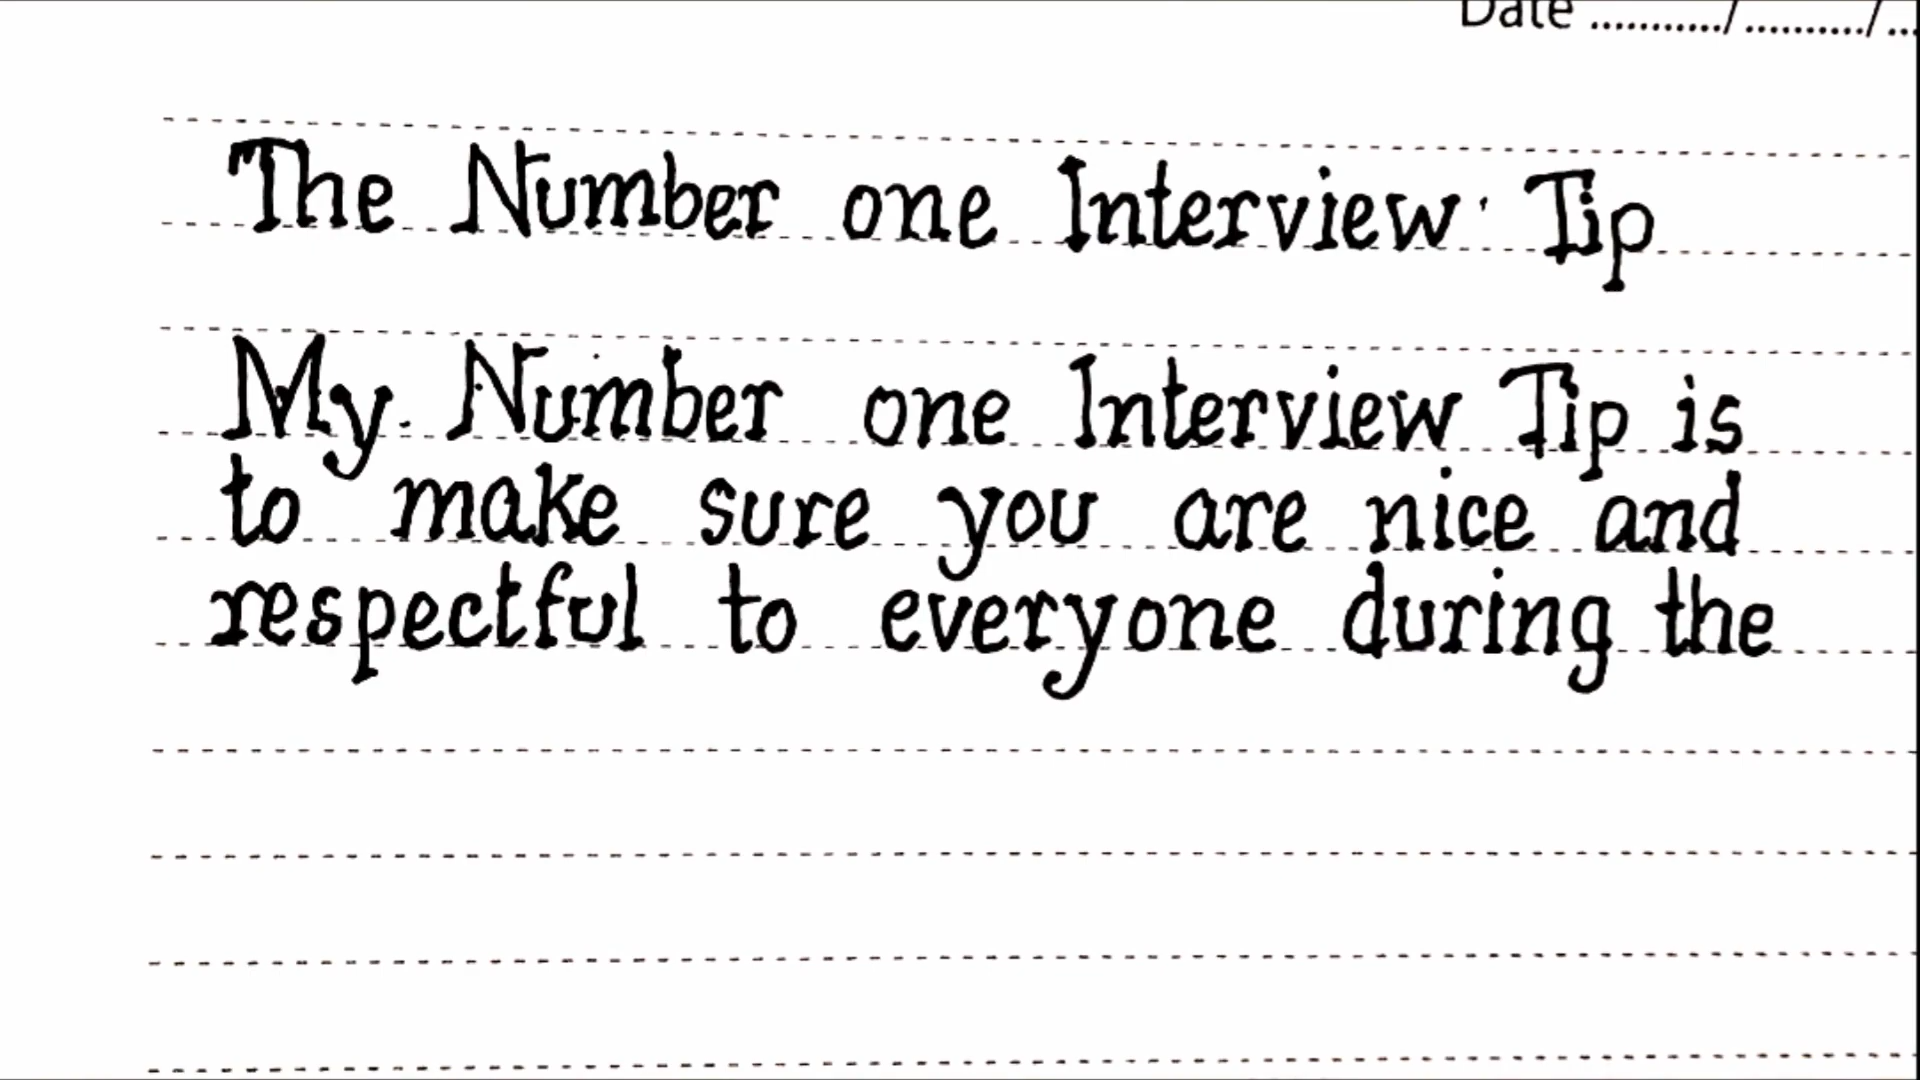 Date .........../........../...
The Number one Interview Tip
My Number one Interview Tip is
to make sure you are nice and
respectful to everyone during the